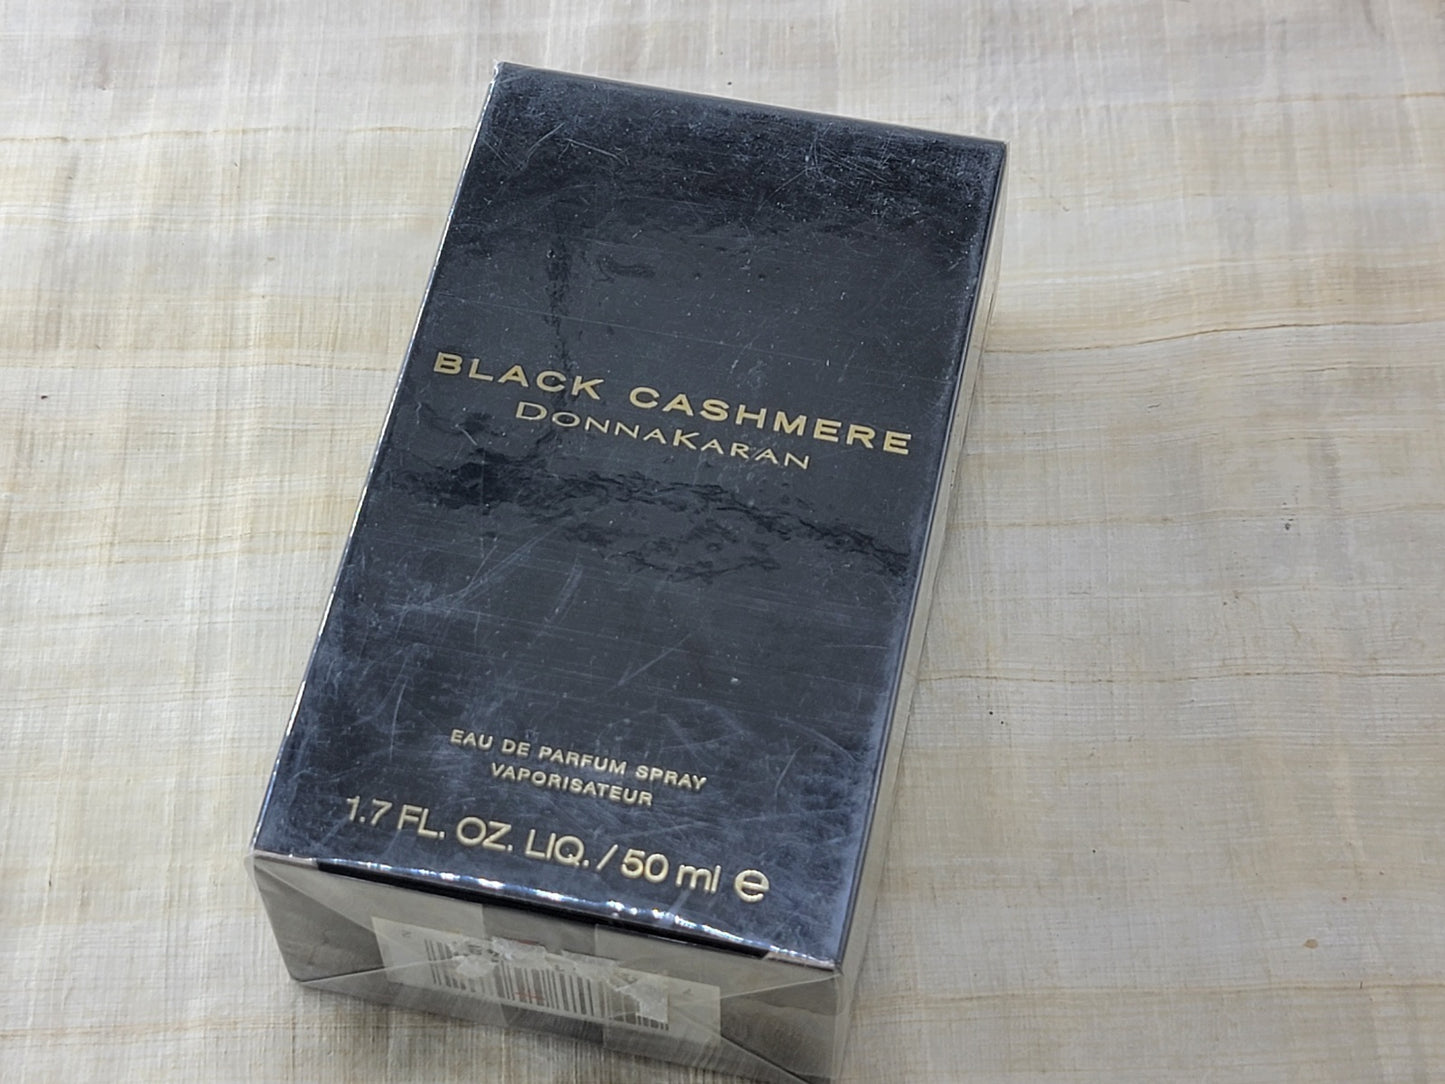 BLACK CASHMERE
DONNAKARAN
EAU DE PARFUM SPRAY
VAPORISATEUR
1.7 FL. OZ. LIQ. / 50 ml e